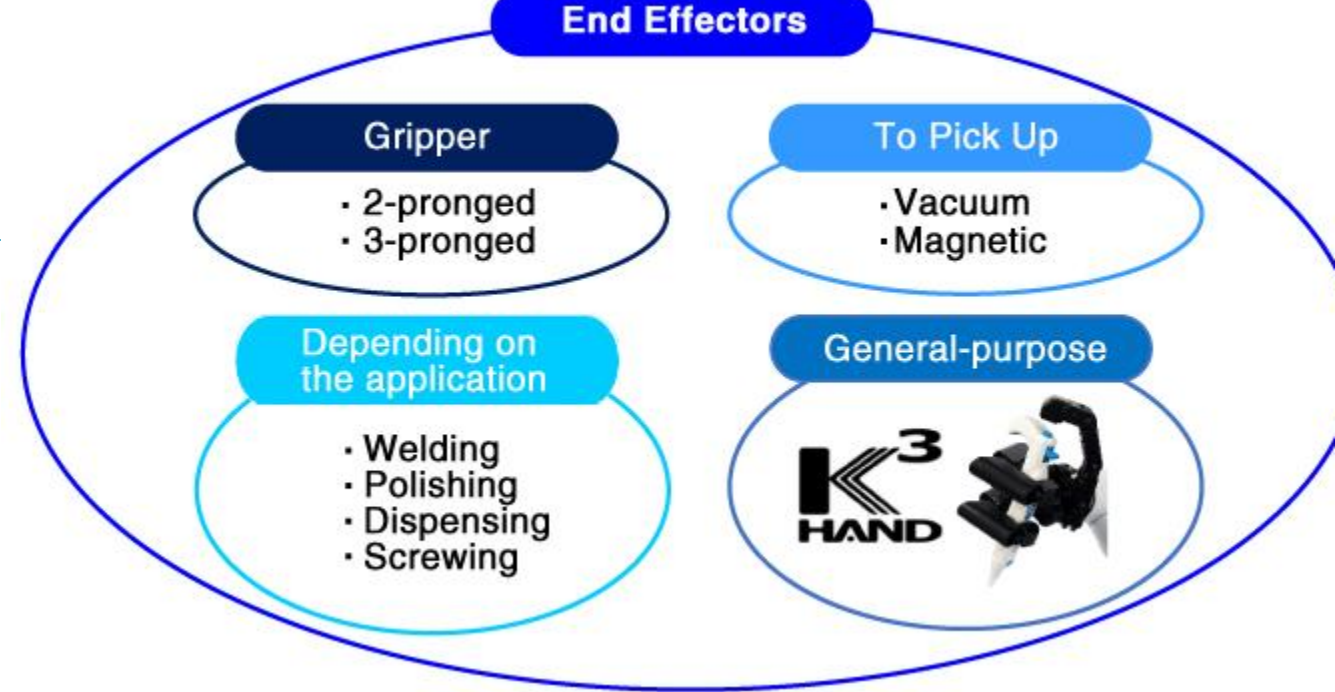 End Effectors
Gripper
· 2-pronged
· 3-pronged
To Pick Up
·Vacuum
·Magnetic
Depending on
the application
· Welding
· Polishing
· Dispensing
· Screwing
General-purpose
K³
HAND